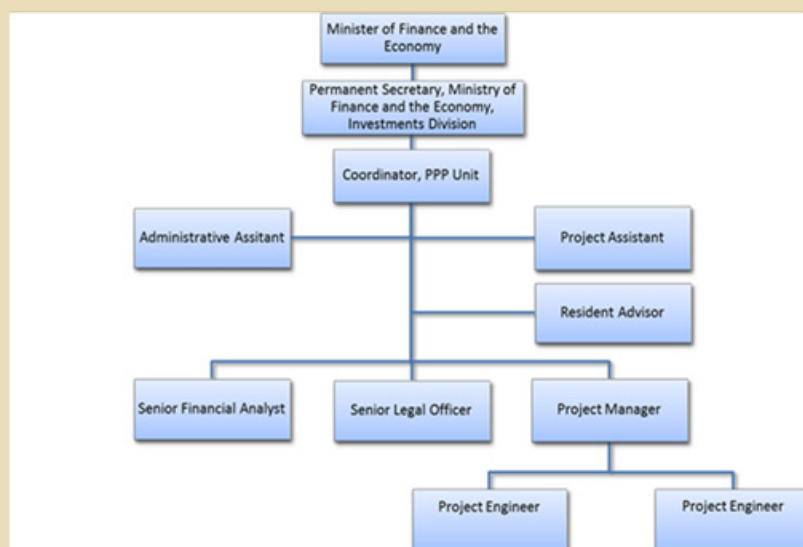 Minister of Finance and the
Economy
Permanent Secretary, Ministry of
Finance and the Economy,
Investments Division
Coordinator, PPP Unit
Administrative Assitant
Project Assistant
Resident Advisor
Senior Financial Analyst
Senior Legal Officer
Project Manager
Project Engineer
Project Engineer